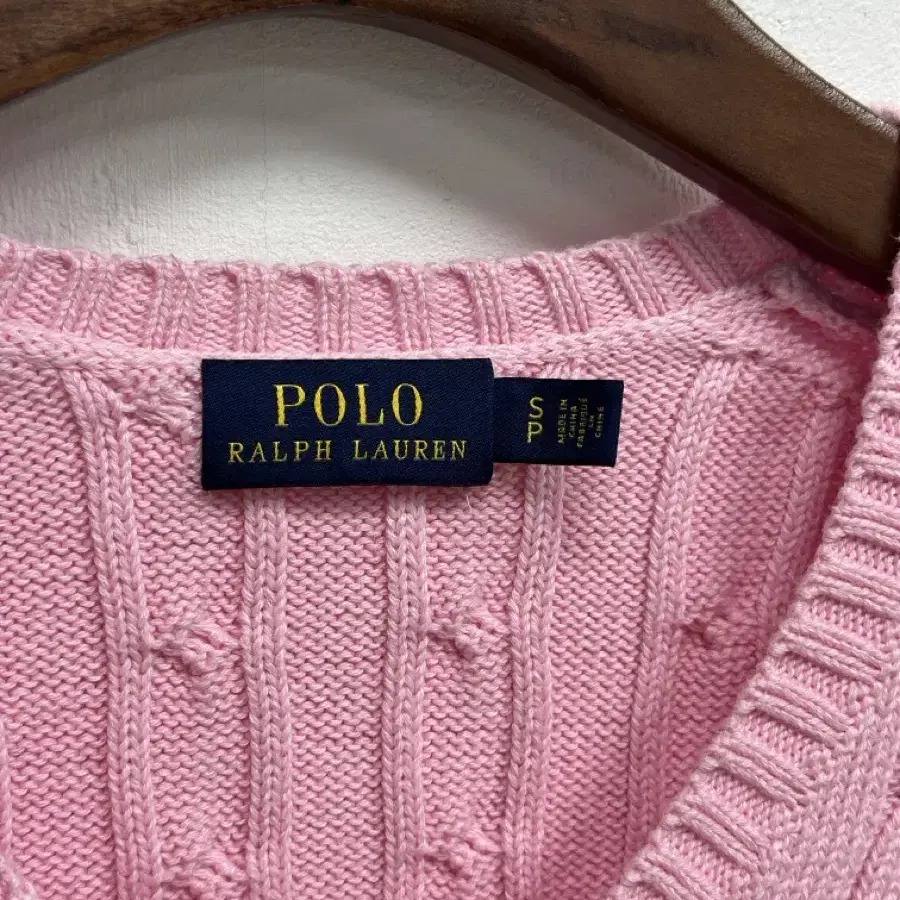 POLO
RALPH LAUREN
S
P
MADE IN
CHINA
FABRIQUÉ
EN
CHINE